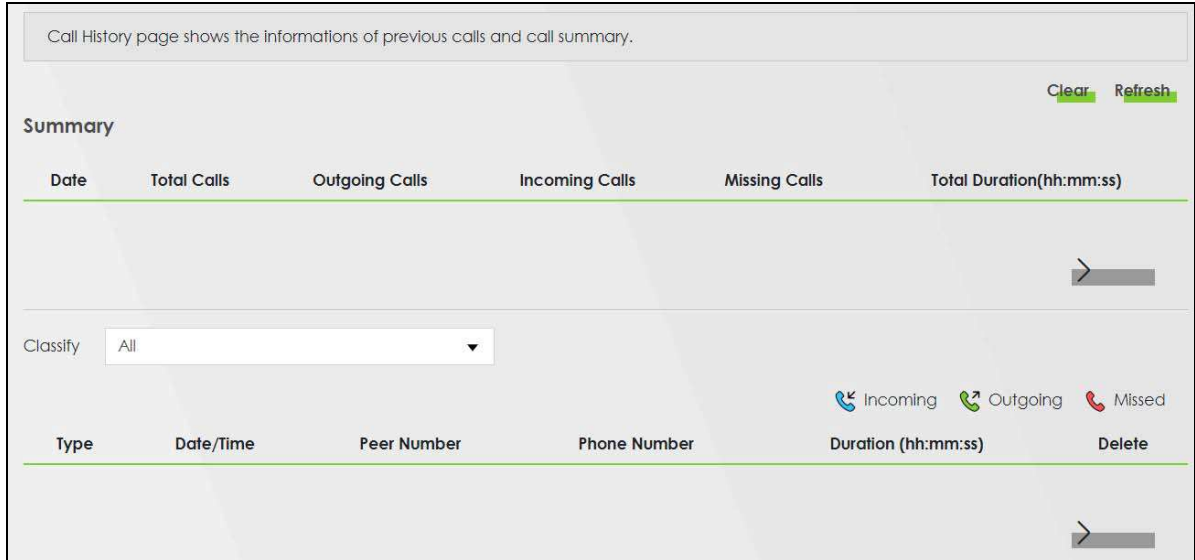 Call History page shows the informations of previous calls and call summary.
Clear Refresh
Summary
Date Total Calls Outgoing Calls Incoming Calls Missing Calls Total Duration(hh:mm:ss)
Classify All
Incoming Outgoing Missed
Type Date/Time Peer Number Phone Number Duration (hh:mm:ss) Delete